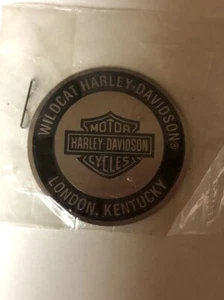 WILDCAT HARLEY-DAVIDSON®
MOTOR
HARLEY-DAVIDSON
CYCLES
LONDON, KENTUCKY